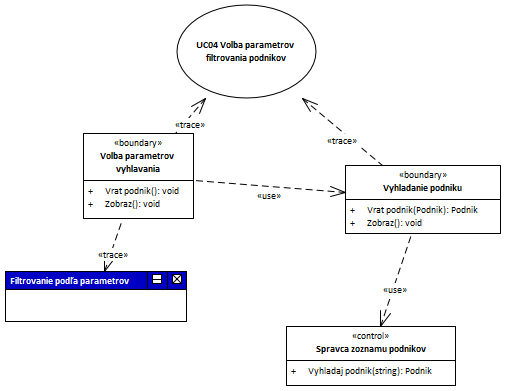 UC04 Volba parametrov
filtrovania podnikov
«trace»
«trace»
«boundary»
Volba parametrov
vyhlavania
+ Vrat podnik(): void
+ Zobraz(): void
«use»
«boundary»
Vyhladanie podniku
+ Vrat podnik(Podnik): Podnik
+ Zobraz(): void
«trace»
Filtrovanie podľa parametrov
«use»
«control»
Spravca zoznamu podnikov
+ Vyhladaj podnik(string): Podnik